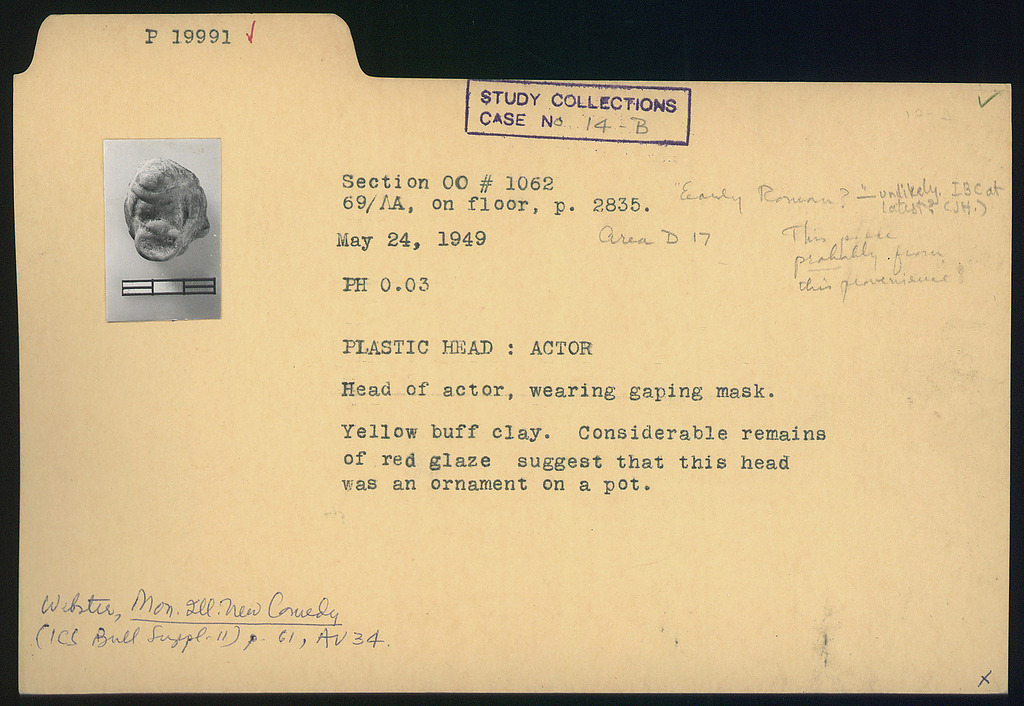 P 19991 ✓
STUDY COLLECTIONS
CASE No 14-B
Section OO # 1062
69/ΛΑ, on floor, p. 2835.
"Early Roman?" - unlikely. IBC at
latest? (JH.)
May 24, 1949
Area D 17
This piece
probably from
this provenience
PH 0.03
PLASTIC HEAD : ACTOR
Head of actor, wearing gaping mask.
Yellow buff clay. Considerable remains
of red glaze suggest that this head
was an ornament on a pot.
Webster, Mon. Ill. New Comedy
(ICS Bull Suppl. 11) p. 61, AV 34.
x